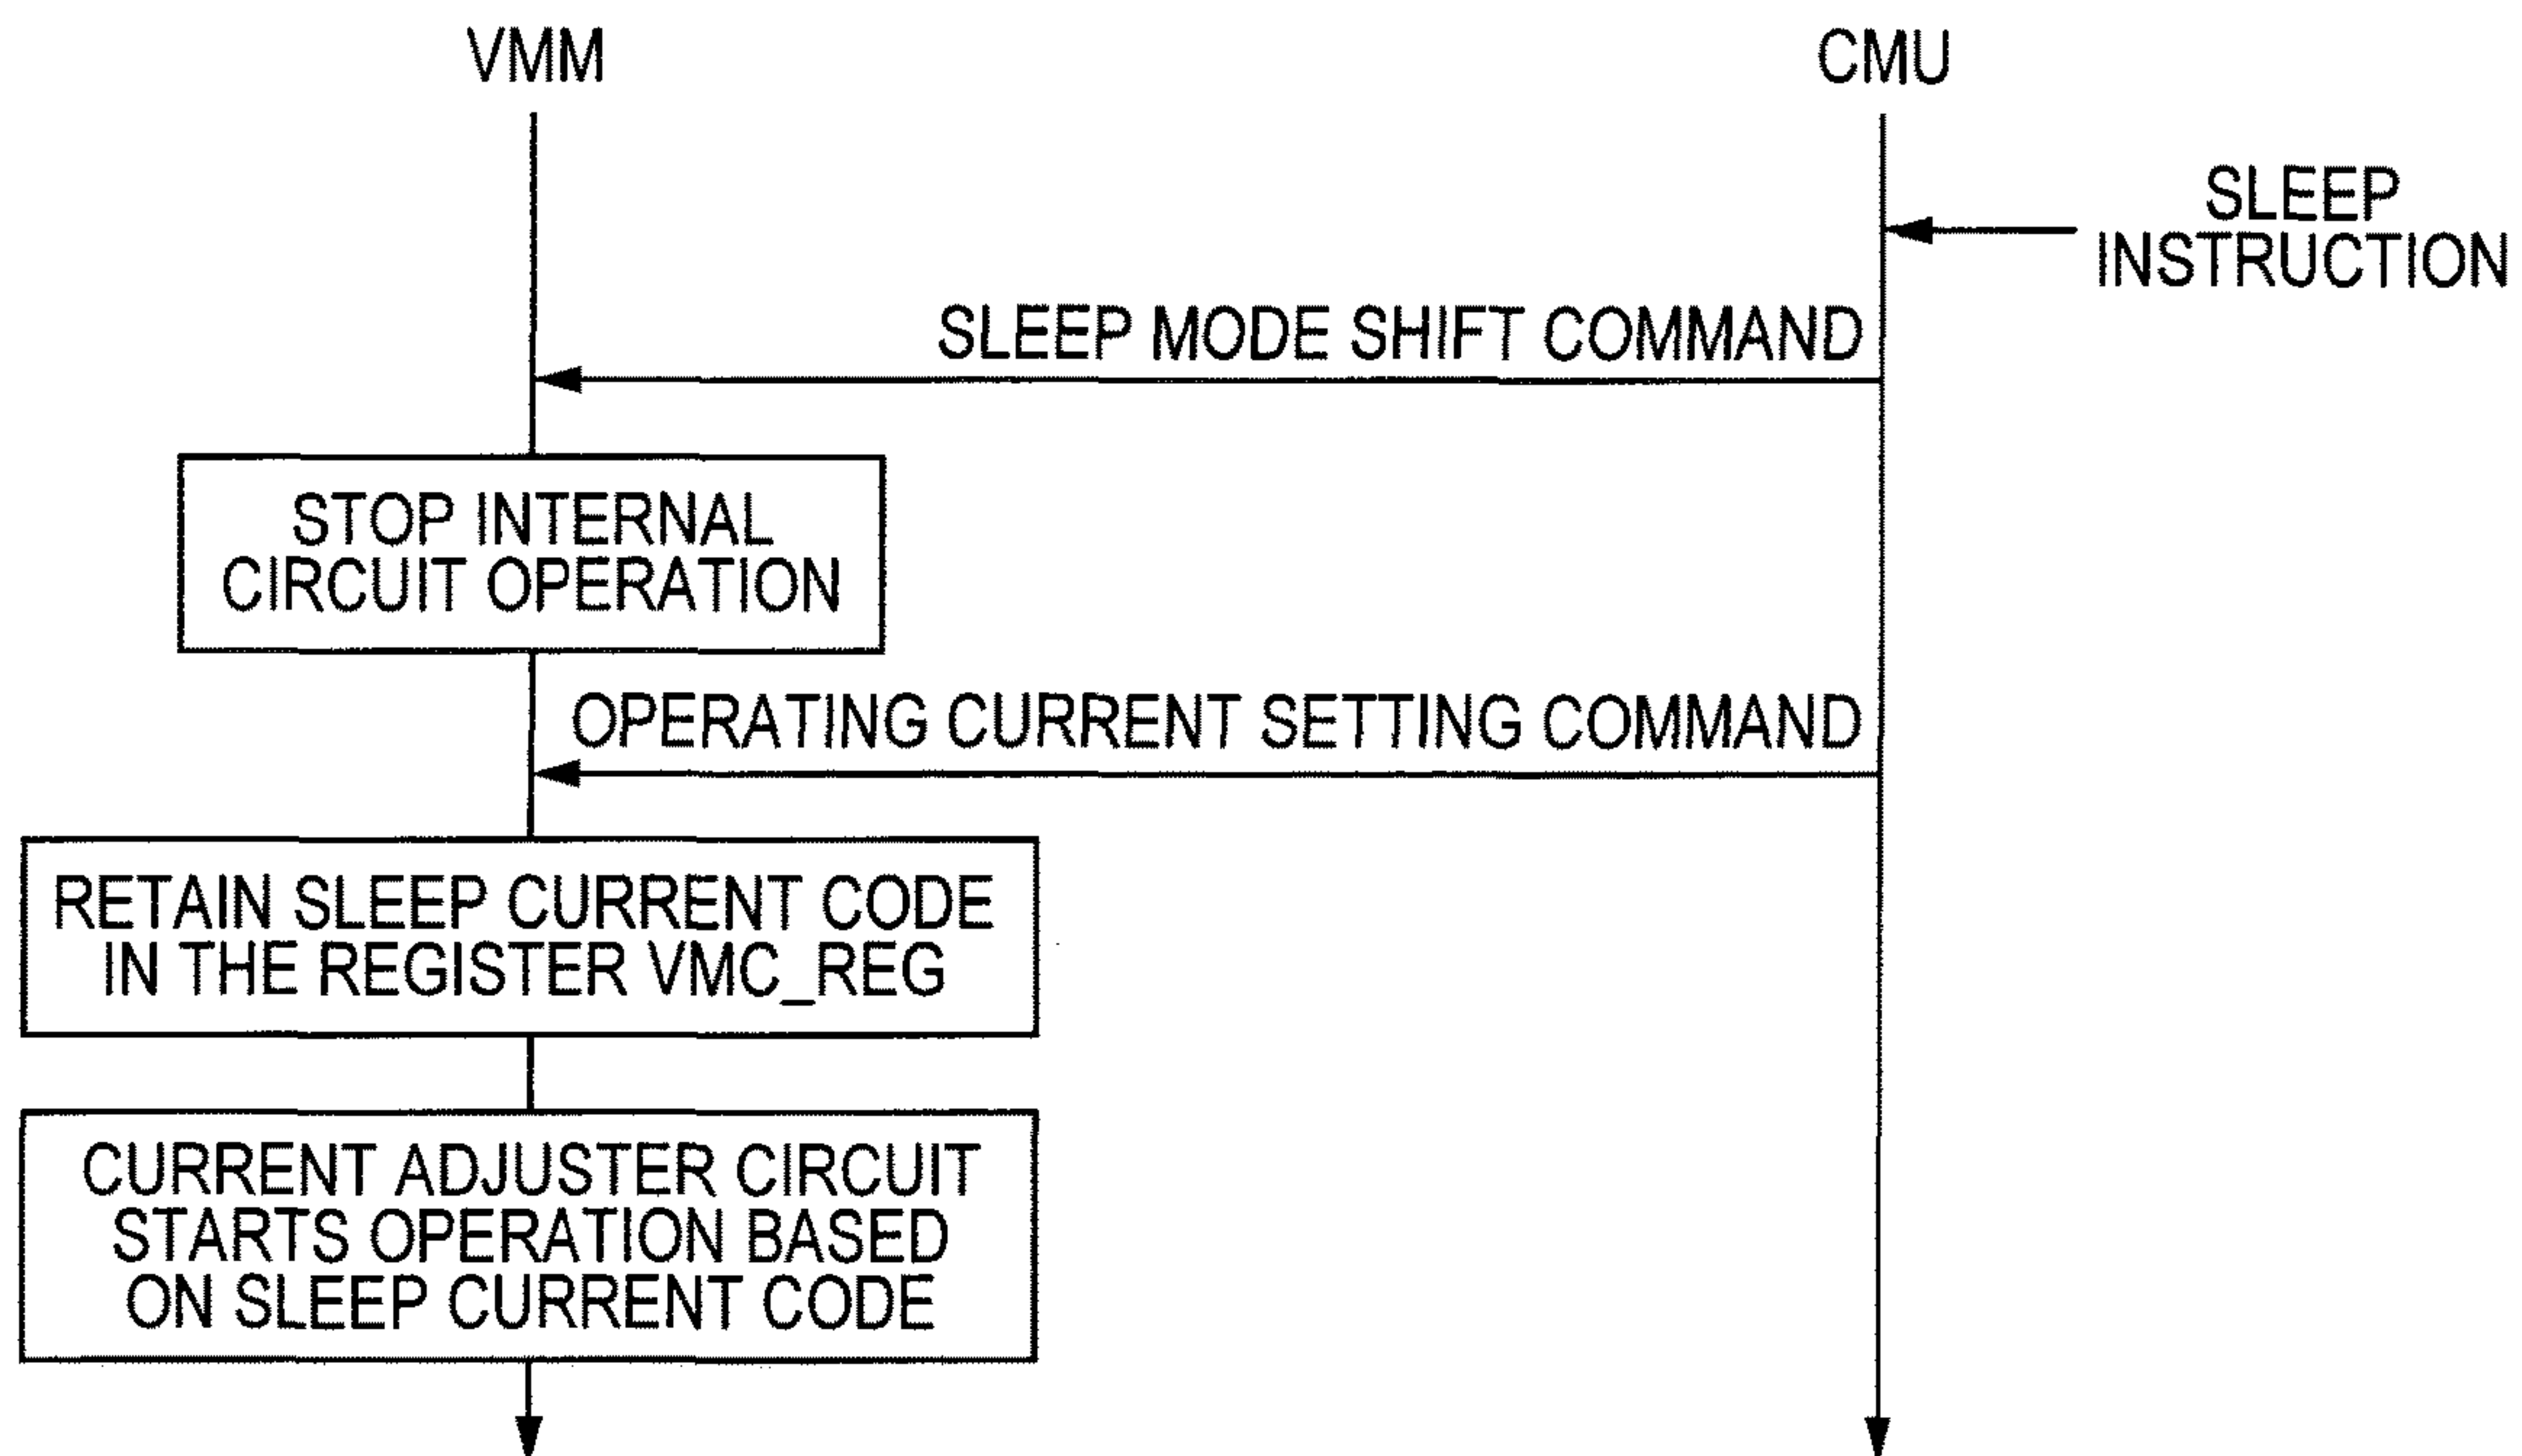 VMM
CMU
SLEEP
INSTRUCTION
SLEEP MODE SHIFT COMMAND
STOP INTERNAL
CIRCUIT OPERATION
OPERATING CURRENT SETTING COMMAND
RETAIN SLEEP CURRENT CODE
IN THE REGISTER VMC_REG
CURRENT ADJUSTER CIRCUIT
STARTS OPERATION BASED
ON SLEEP CURRENT CODE